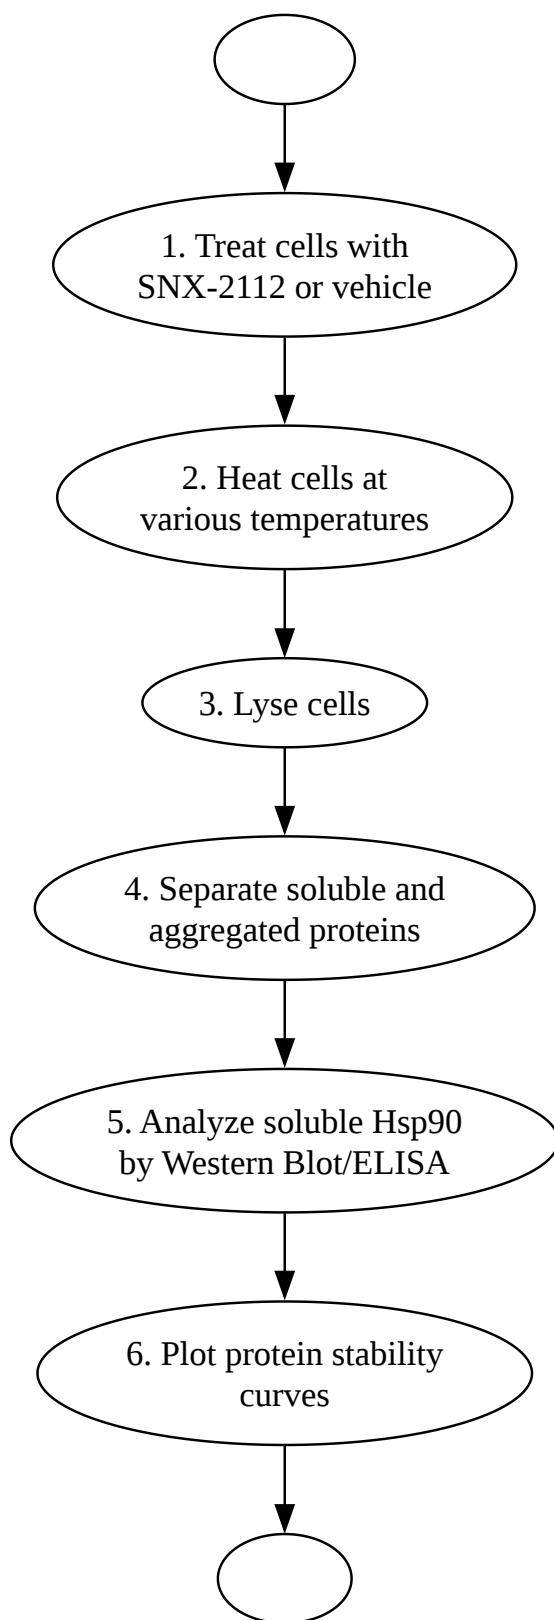 1. Treat cells with
SNX-2112 or vehicle
2. Heat cells at
various temperatures
3. Lyse cells
4. Separate soluble and
aggregated proteins
5. Analyze soluble Hsp90
by Western Blot/ELISA
6. Plot protein stability
curves